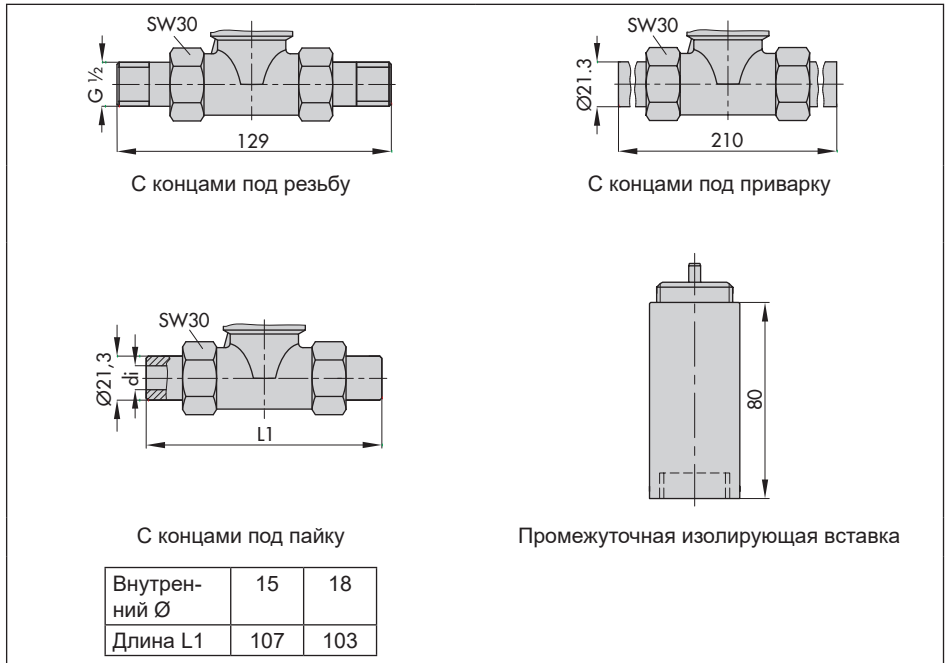 SW30
G ½
129
С концами под резьбу
SW30
Ø21.3
210
С концами под приварку
SW30
Ø21,3
di
L1
С концами под пайку
80
Промежуточная изолирующая вставка
Внутрен-
ний Ø
15
18
Длина L1
107
103